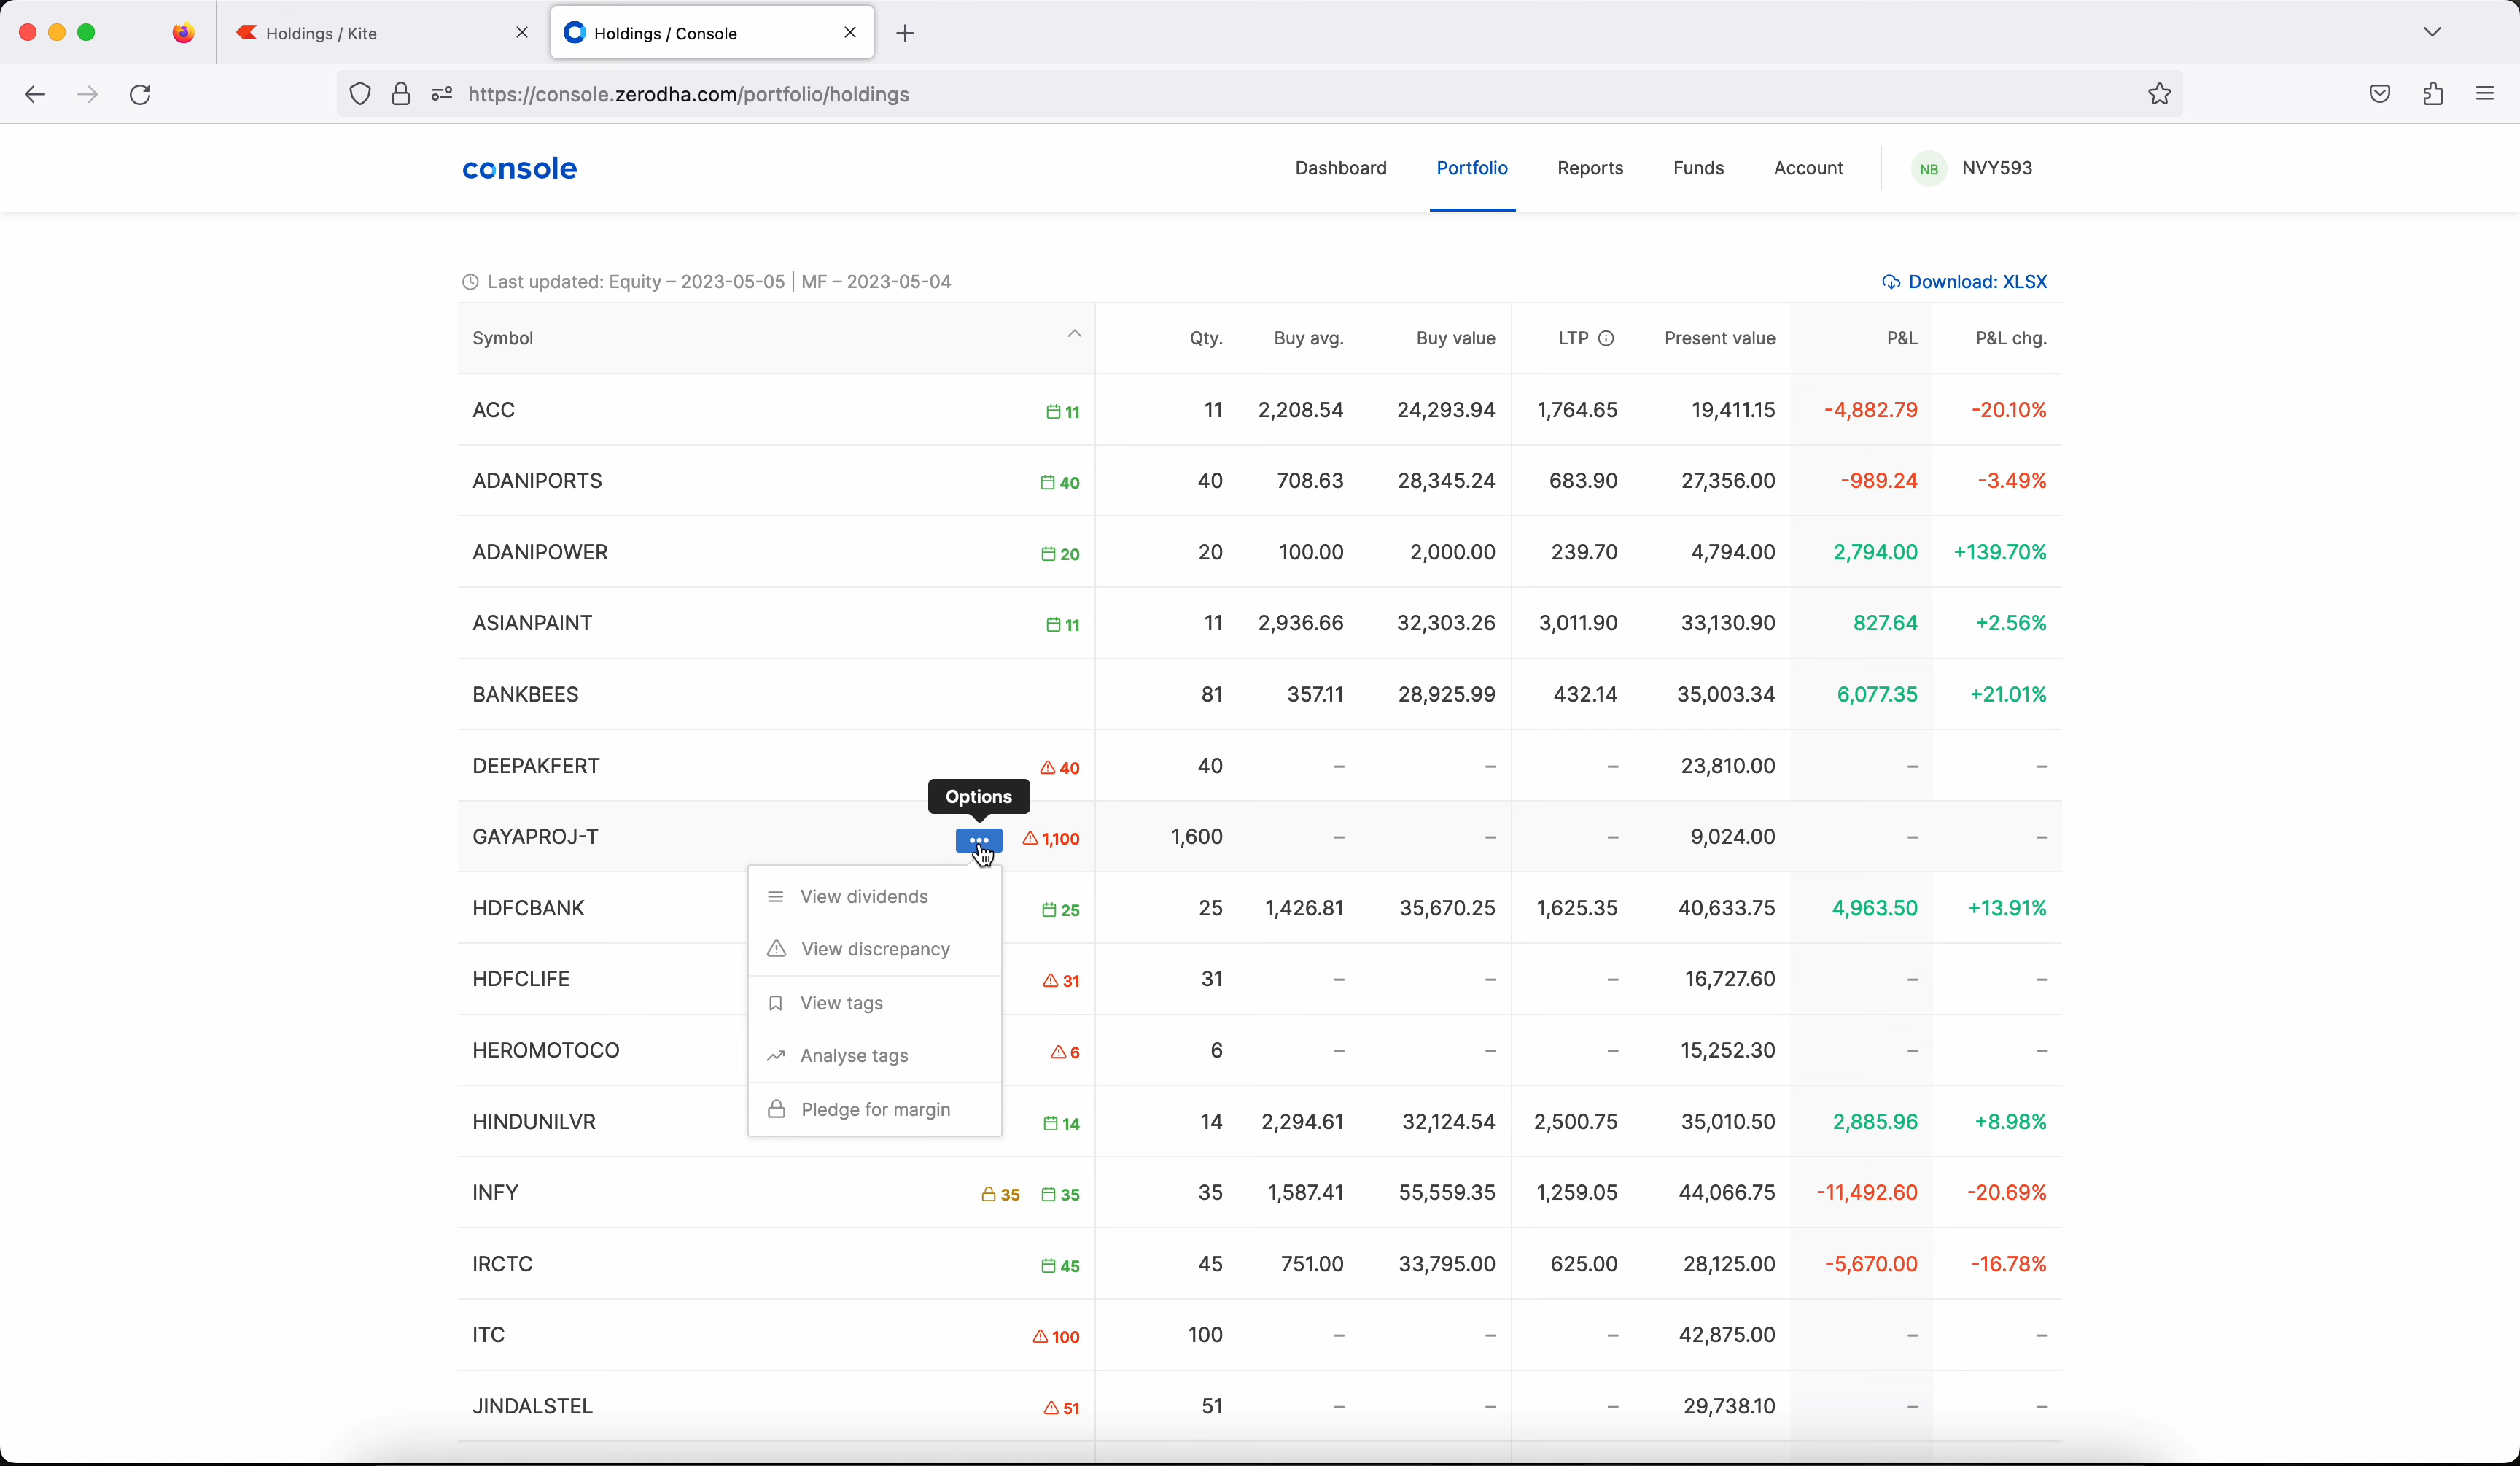 Holdings / Kite
Holdings / Console
https://console.zerodha.com/portfolio/holdings
console
Dashboard Portfolio Reports Funds Account NB NVY593
Last updated: Equity – 2023-05-05 | MF – 2023-05-04 Download: XLSX
Symbol Qty. Buy avg. Buy value LTP Present value P&L P&L chg.
ACC 11 11 2,208.54 24,293.94 1,764.65 19,411.15 -4,882.79 -20.10%
ADANIPORTS 40 40 708.63 28,345.24 683.90 27,356.00 -989.24 -3.49%
ADANIPOWER 20 20 100.00 2,000.00 239.70 4,794.00 2,794.00 +139.70%
ASIANPAINT 11 11 2,936.66 32,303.26 3,011.90 33,130.90 827.64 +2.56%
BANKBEES 81 357.11 28,925.99 432.14 35,003.34 6,077.35 +21.01%
DEEPAKFERT 40 40 – – – 23,810.00 – –
Options
GAYAPROJ-T ••• 1,100 1,600 – – – 9,024.00 – –
View dividends
HDFCBANK 25 25 1,426.81 35,670.25 1,625.35 40,633.75 4,963.50 +13.91%
View discrepancy
HDFCLIFE 31 31 – – – 16,727.60 – –
View tags
HEROMOTOCO 6 6 – – – 15,252.30 – –
Analyse tags
Pledge for margin
HINDUNILVR 14 14 2,294.61 32,124.54 2,500.75 35,010.50 2,885.96 +8.98%
INFY 35 35 35 1,587.41 55,559.35 1,259.05 44,066.75 -11,492.60 -20.69%
IRCTC 45 45 751.00 33,795.00 625.00 28,125.00 -5,670.00 -16.78%
ITC 100 100 – – – 42,875.00 – –
JINDALSTEL 51 51 – – – 29,738.10 – –